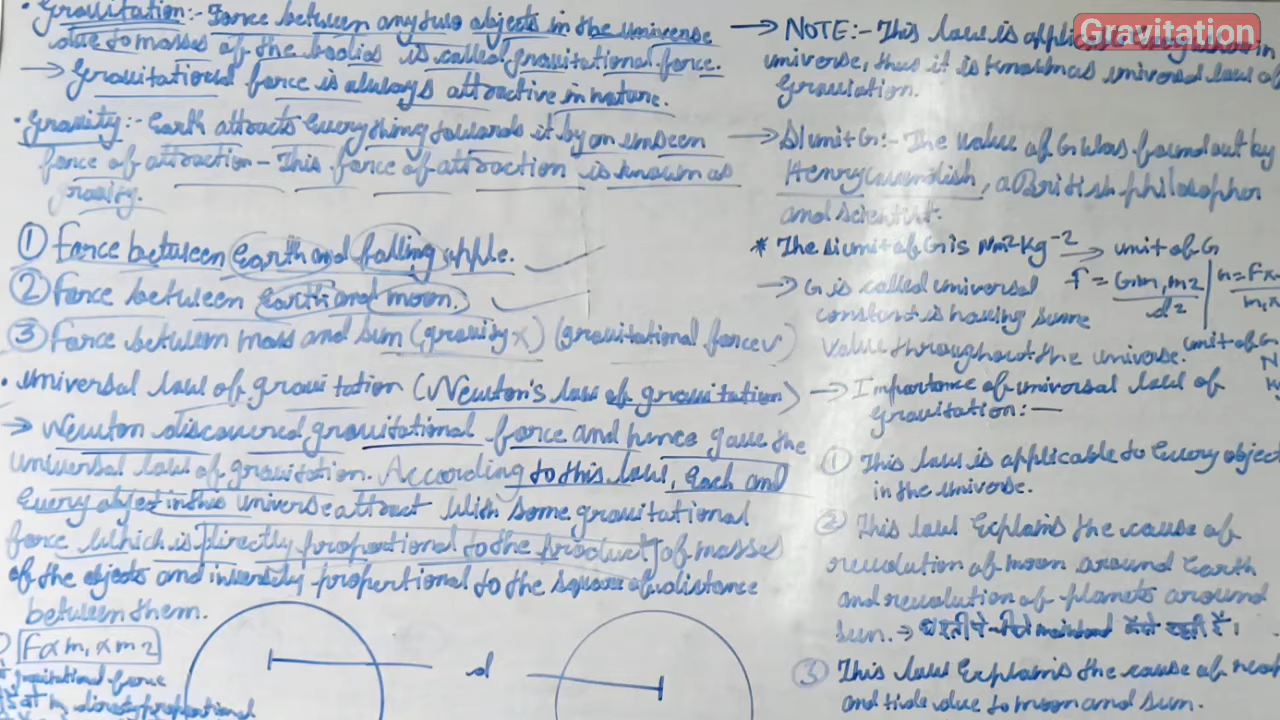 • Gravitation:- Force between any two objects in the universe
due to masses of the bodies is called gravitational force.
→ Gravitational force is always attractive in nature.
• Gravity:- Earth attracts Everything towards it by an unseen
force of attraction - This force of attraction is known as
gravity.
① Force between Earth and falling apple.
② Force between Earth and moon.
③ Force between mass and sum (gravity x) (gravitational force ✓)
• universal law of gravitation (Newton's law of gravitation)
→ Newton discovered gravitational force and hence gave the
universal law of gravitation. According to this law, Each and
Every object in this universe attract with some gravitational
force which is directly proportional to the product of masses
of the objects and inversely proportional to the square of distance
between them.
F ∝ m1 ∝ m2
gravitational force
directly proportional
d
Gravitation
→ NOTE:- This law is in
universe, thus it is known as universal law of
Graviation.
→ SI unit G:- The value of G was found out by
Henry Cavendish, a British philosopher
and scientist.
* The si unit of G is Nm2 Kg-2 → unit of G
→ G is called universal
constant is having same
value throughout the universe.
F = Gm1m2 / d2
unit of G
→ Importance of universal law of
gravitation:—
① This law is applicable to Every object
in the universe.
② This law Explains the cause of
revolution of moon around Earth
and revolution of planets around
sun. →
③ This law Explains the cause of
and tide due to moon and sun.